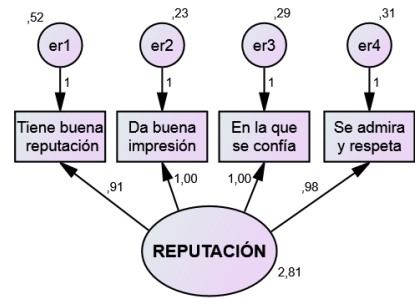 ,52
,23
,29
,31
er1
er2
er3
er4
1
1
1
1
Tiene buena
reputación
Da buena
impresión
En la que
se confía
Se admira
y respeta
,91
1,00
1,00
,98
REPUTACIÓN
2,81